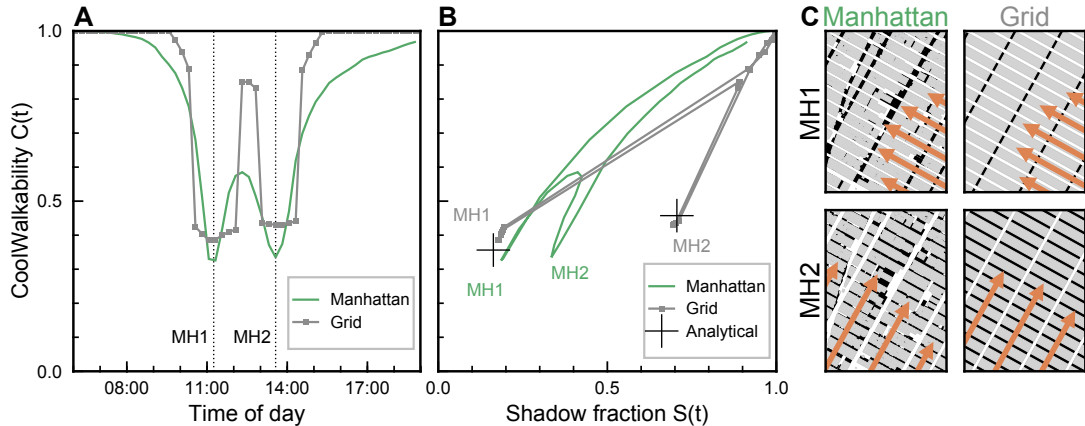 A
CoolWalkability C(t)
1.0
0.5
0.0
08:00
11:00
14:00
17:00
Time of day
MH1
MH2
Manhattan
Grid
B
MH1
MH1
MH2
MH2
Manhattan
Grid
Analytical
0.0
0.5
1.0
Shadow fraction S(t)
C
Manhattan
Grid
MH1
MH2